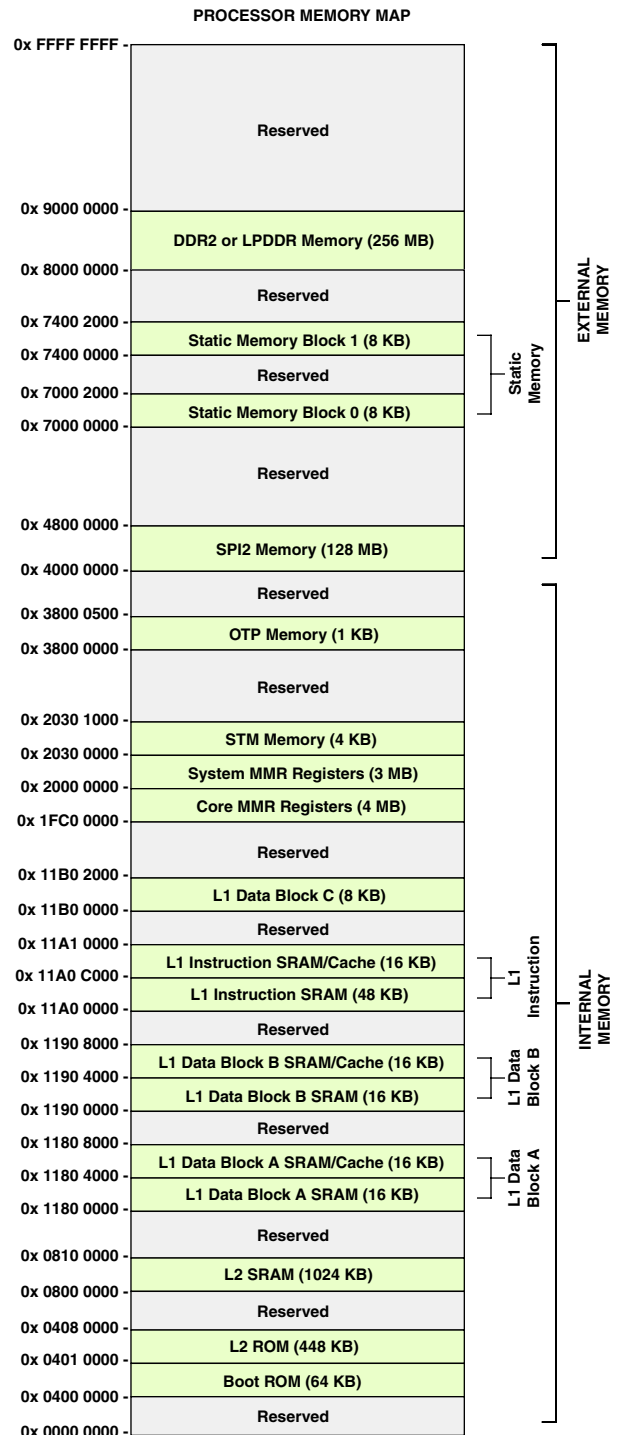 PROCESSOR MEMORY MAP
0x FFFF FFFF -
Reserved
0x 9000 0000 -
DDR2 or LPDDR Memory (256 MB)
0x 8000 0000 -
Reserved
0x 7400 2000 -
Static Memory Block 1 (8 KB)
0x 7400 0000 -
Reserved
0x 7000 2000 -
Static Memory Block 0 (8 KB)
0x 7000 0000 -
Static
Memory
Reserved
0x 4800 0000 -
SPI2 Memory (128 MB)
0x 4000 0000 -
EXTERNAL
MEMORY
Reserved
0x 3800 0500 -
OTP Memory (1 KB)
0x 3800 0000 -
Reserved
0x 2030 1000 -
STM Memory (4 KB)
0x 2030 0000 -
System MMR Registers (3 MB)
0x 2000 0000 -
Core MMR Registers (4 MB)
0x 1FC0 0000 -
Reserved
0x 11B0 2000 -
L1 Data Block C (8 KB)
0x 11B0 0000 -
Reserved
0x 11A1 0000 -
L1 Instruction SRAM/Cache (16 KB)
0x 11A0 C000 -
L1 Instruction SRAM (48 KB)
0x 11A0 0000 -
L1
Instruction
Reserved
0x 1190 8000 -
L1 Data Block B SRAM/Cache (16 KB)
0x 1190 4000 -
L1 Data Block B SRAM (16 KB)
0x 1190 0000 -
L1 Data
Block B
Reserved
0x 1180 8000 -
L1 Data Block A SRAM/Cache (16 KB)
0x 1180 4000 -
L1 Data Block A SRAM (16 KB)
0x 1180 0000 -
L1 Data
Block A
Reserved
0x 0810 0000 -
L2 SRAM (1024 KB)
0x 0800 0000 -
Reserved
0x 0408 0000 -
L2 ROM (448 KB)
0x 0401 0000 -
Boot ROM (64 KB)
0x 0400 0000 -
Reserved
0x 0000 0000 -
INTERNAL
MEMORY